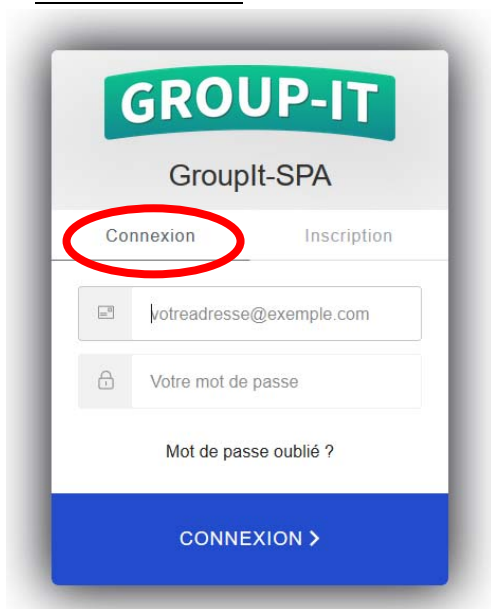 GROUP-IT
GroupIt-SPA
Connexion Inscription
votreadresse@exemple.com
Votre mot de passe
Mot de passe oublié ?
CONNEXION >